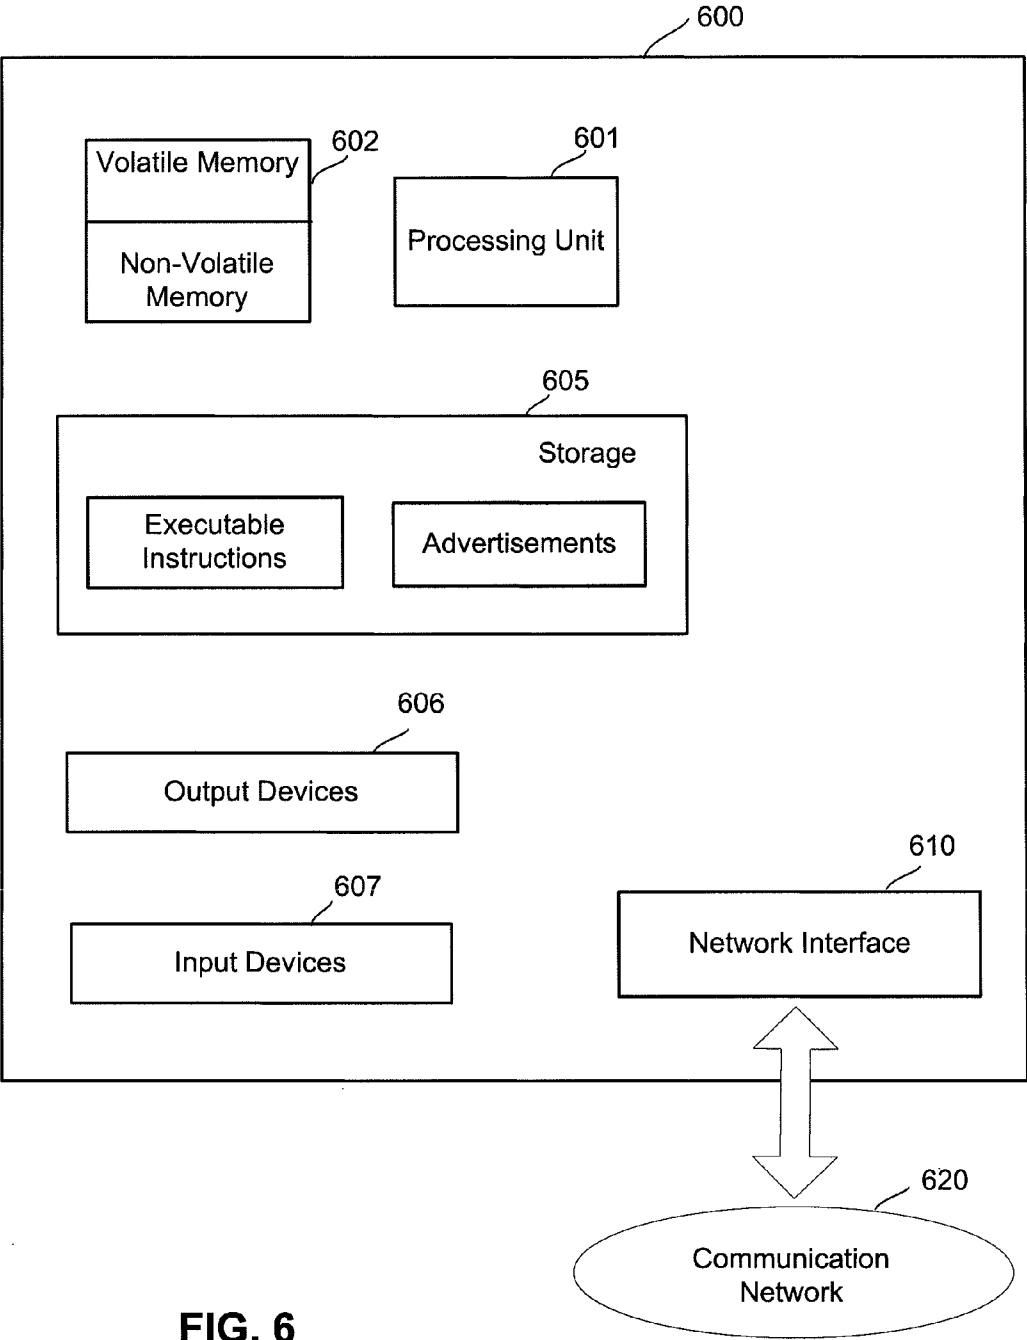 600
602
601
Volatile Memory
Processing Unit
Non-Volatile
Memory
605
Storage
Executable
Instructions
Advertisements
606
Output Devices
610
607
Network Interface
Input Devices
620
Communication
Network
FIG. 6